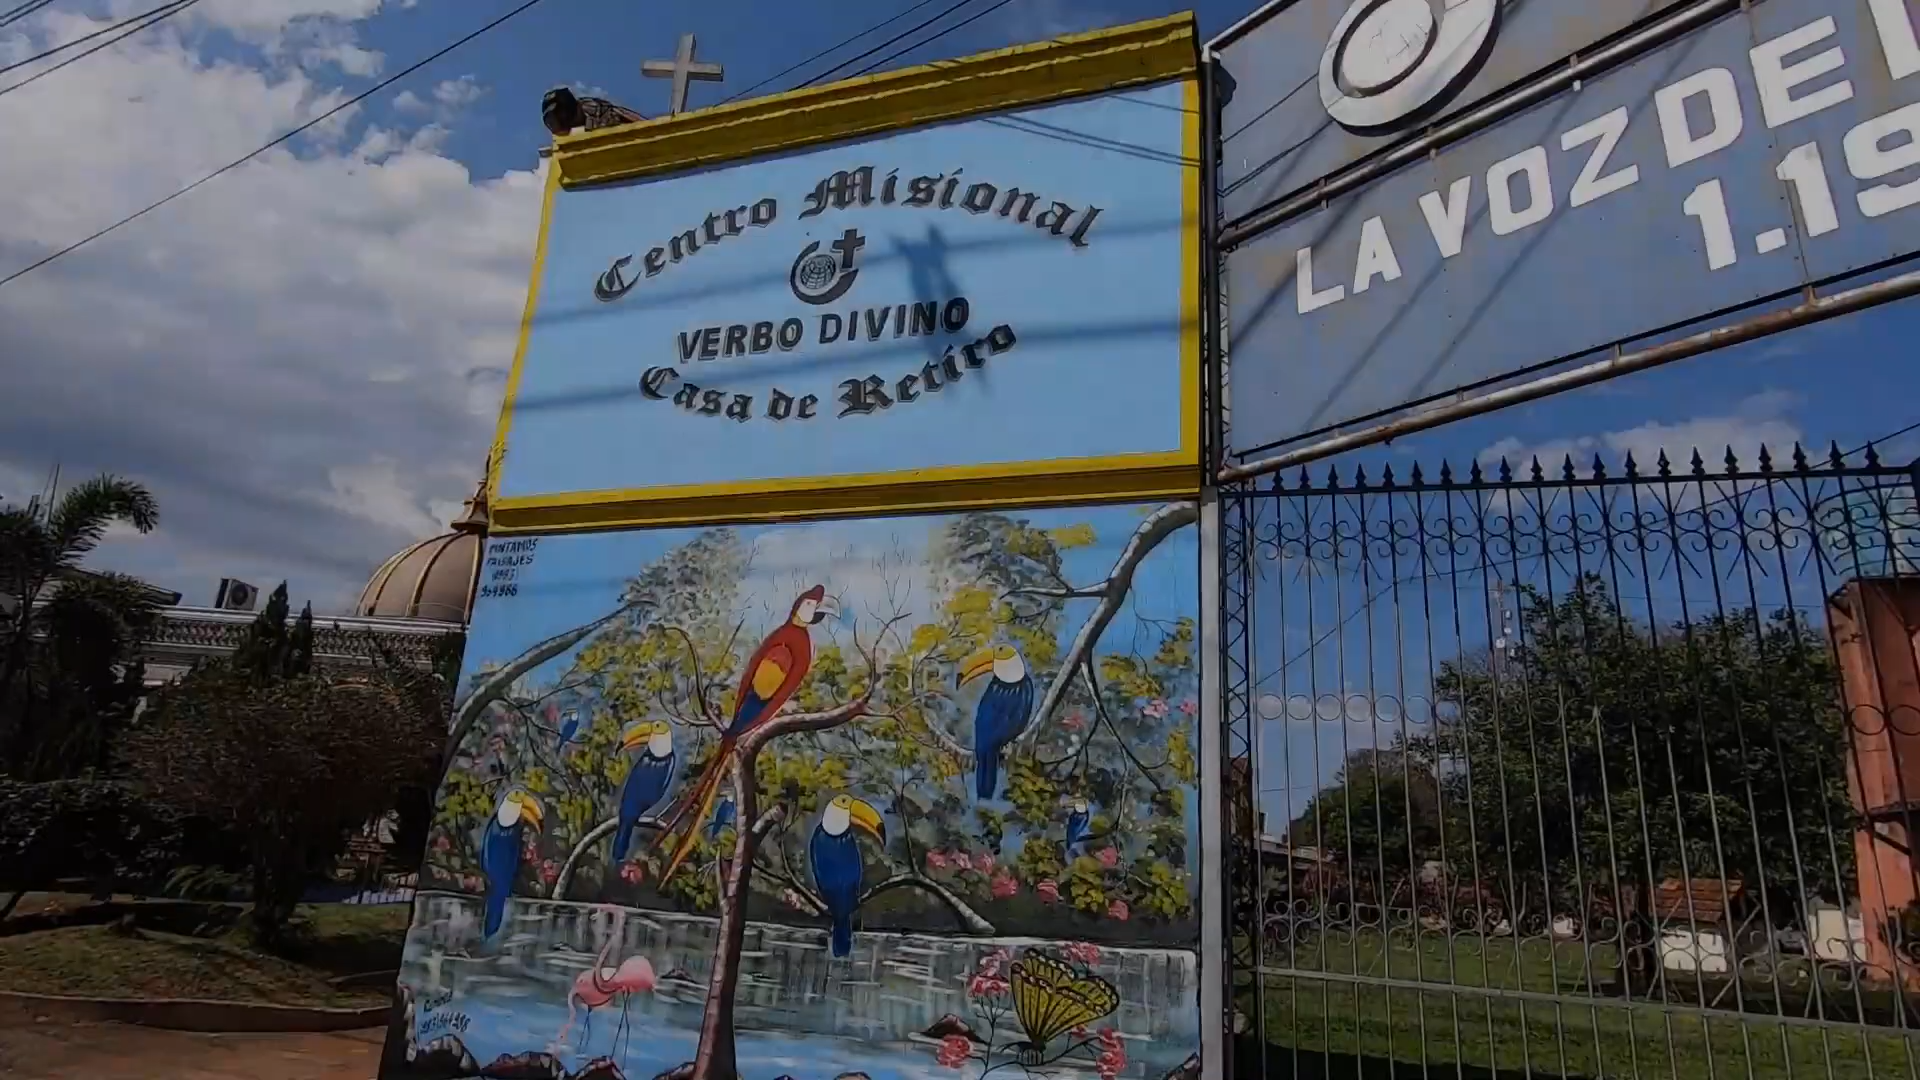 Centro Misional
VERBO DIVINO
Casa de Retiro
LA VOZ DE
1.19
PINTAMOS
PAISAJES